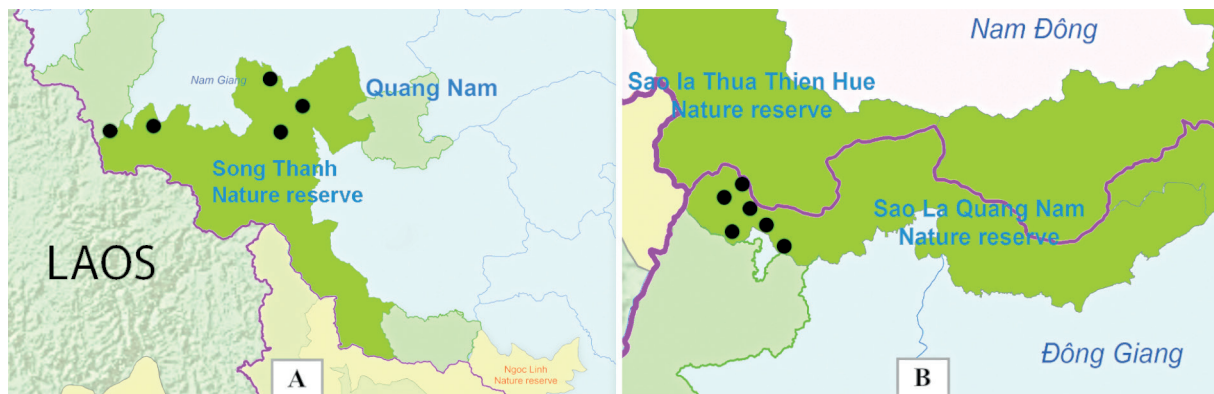 Nam Giang
Quang Nam
Song Thanh
Nature reserve
LAOS
Ngoc Linh
Nature reserve
A
Nam Đông
Sao la Thua Thien Hue
Nature reserve
Sao La Quang Nam
Nature reserve
Đông Giang
B